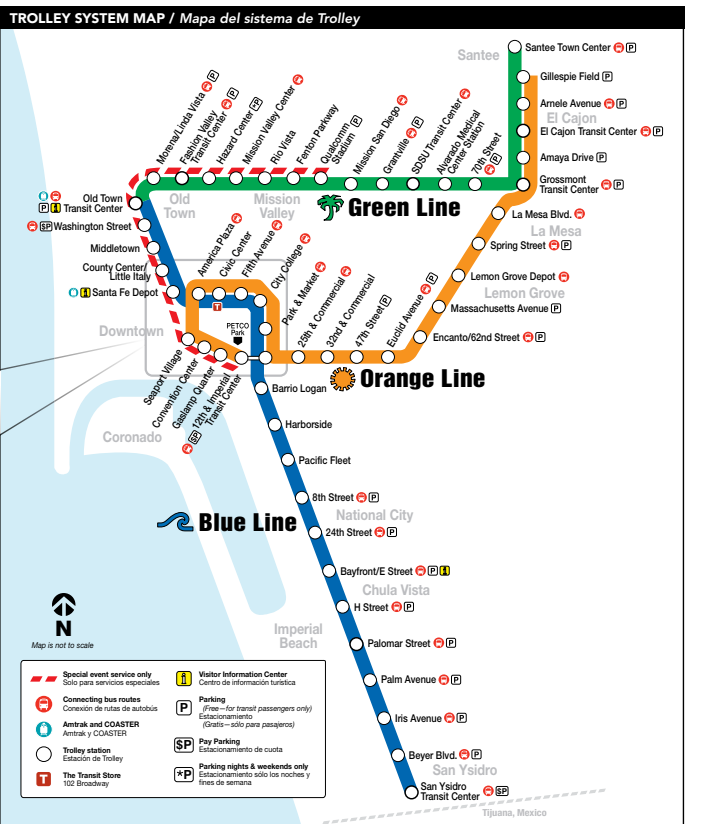 TROLLEY SYSTEM MAP / Mapa del sistema de Trolley
Santee
Santee Town Center P
Gillespie Field P
Arnele Avenue P
El Cajon
El Cajon Transit Center P
Amaya Drive P
Grossmont
Transit Center P
Morena/Linda Vista P
Fashion Valley
Transit Center P
Hazard Center *P
Mission Valley Center
Rio Vista
Fenton Parkway
Qualcomm
Stadium P
Mission San Diego
Grantville P
SDSU Transit Center
Alvarado Medical
Center Station
70th Street
P
Old Town
P i Transit Center
Old
Town
Mission
Valley
Green Line
$P Washington Street
Middletown
County Center/
Little Italy
i Santa Fe Depot
America Plaza
Civic Center
Fifth Avenue
City College
Park & Market
25th & Commercial
32nd & Commercial
47th Street P
Euclid Avenue P
La Mesa Blvd.
La Mesa
Spring Street P
Lemon Grove Depot
Lemon Grove
Massachusetts Avenue P
Encanto/62nd Street P
T
PETCO
Park
Downtown
Seaport Village
Convention Center
Gaslamp Quarter
12th & Imperial
Transit Center
$P
Orange Line
Barrio Logan
Harborside
Coronado
Pacific Fleet
8th Street P
National City
Blue Line
24th Street P
Bayfront/E Street P i
Chula Vista
H Street P
Imperial
Beach
Palomar Street P
Palm Avenue P
Iris Avenue P
Beyer Blvd. P
San Ysidro
San Ysidro
Transit Center $P
Tijuana, Mexico
N
Map is not to scale
Special event service only
Solo para servicios especiales
Connecting bus routes
Conexión de rutas de autobús
Amtrak and COASTER
Amtrak y COASTER
Trolley station
Estación de Trolley
T
The Transit Store
102 Broadway
i
Visitor Information Center
Centro de información turística
P
Parking
(Free—for transit passengers only)
Estacionamiento
(Gratis—sólo para pasajeros)
$P
Pay Parking
Estacionamiento de cuota
*P
Parking nights & weekends only
Estacionamiento sólo los noches y
fines de semana